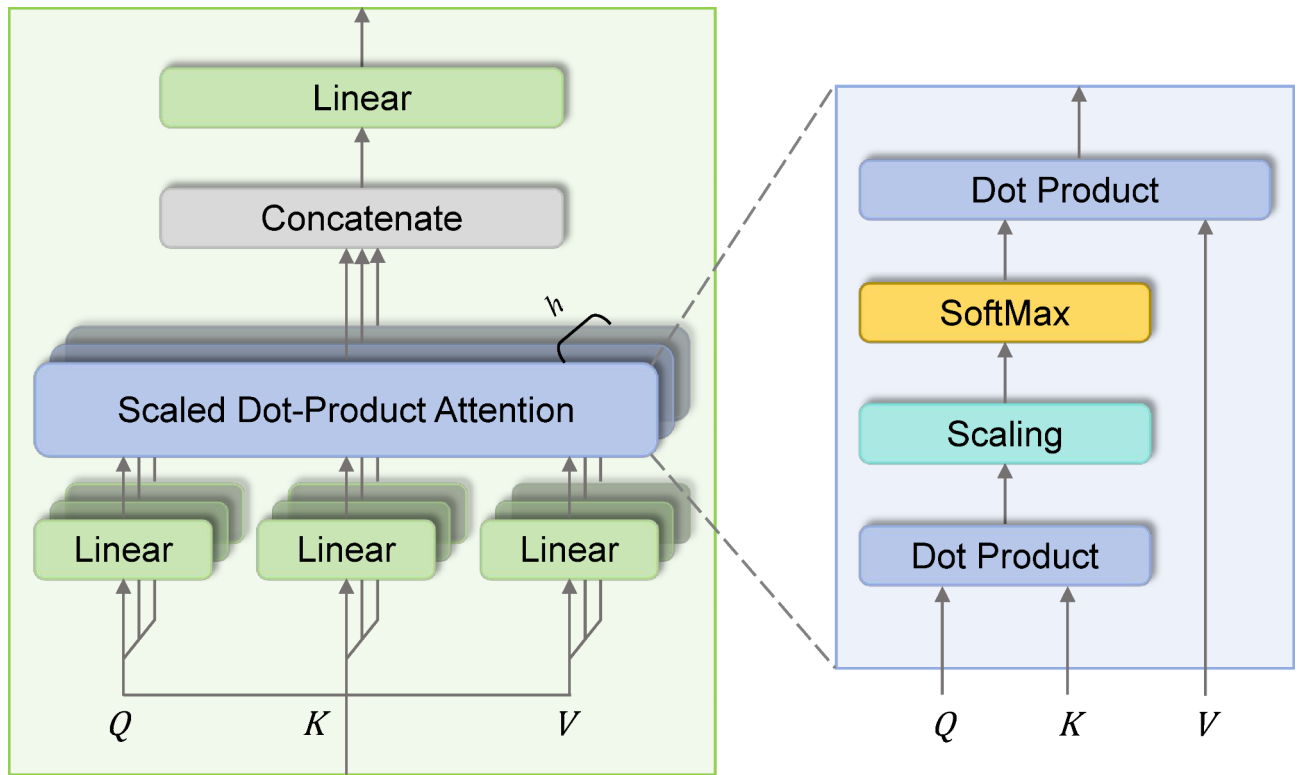 Linear
Concatenate
h
Scaled Dot-Product Attention
Linear Linear Linear
Q K V
Dot Product
SoftMax
Scaling
Dot Product
Q K V